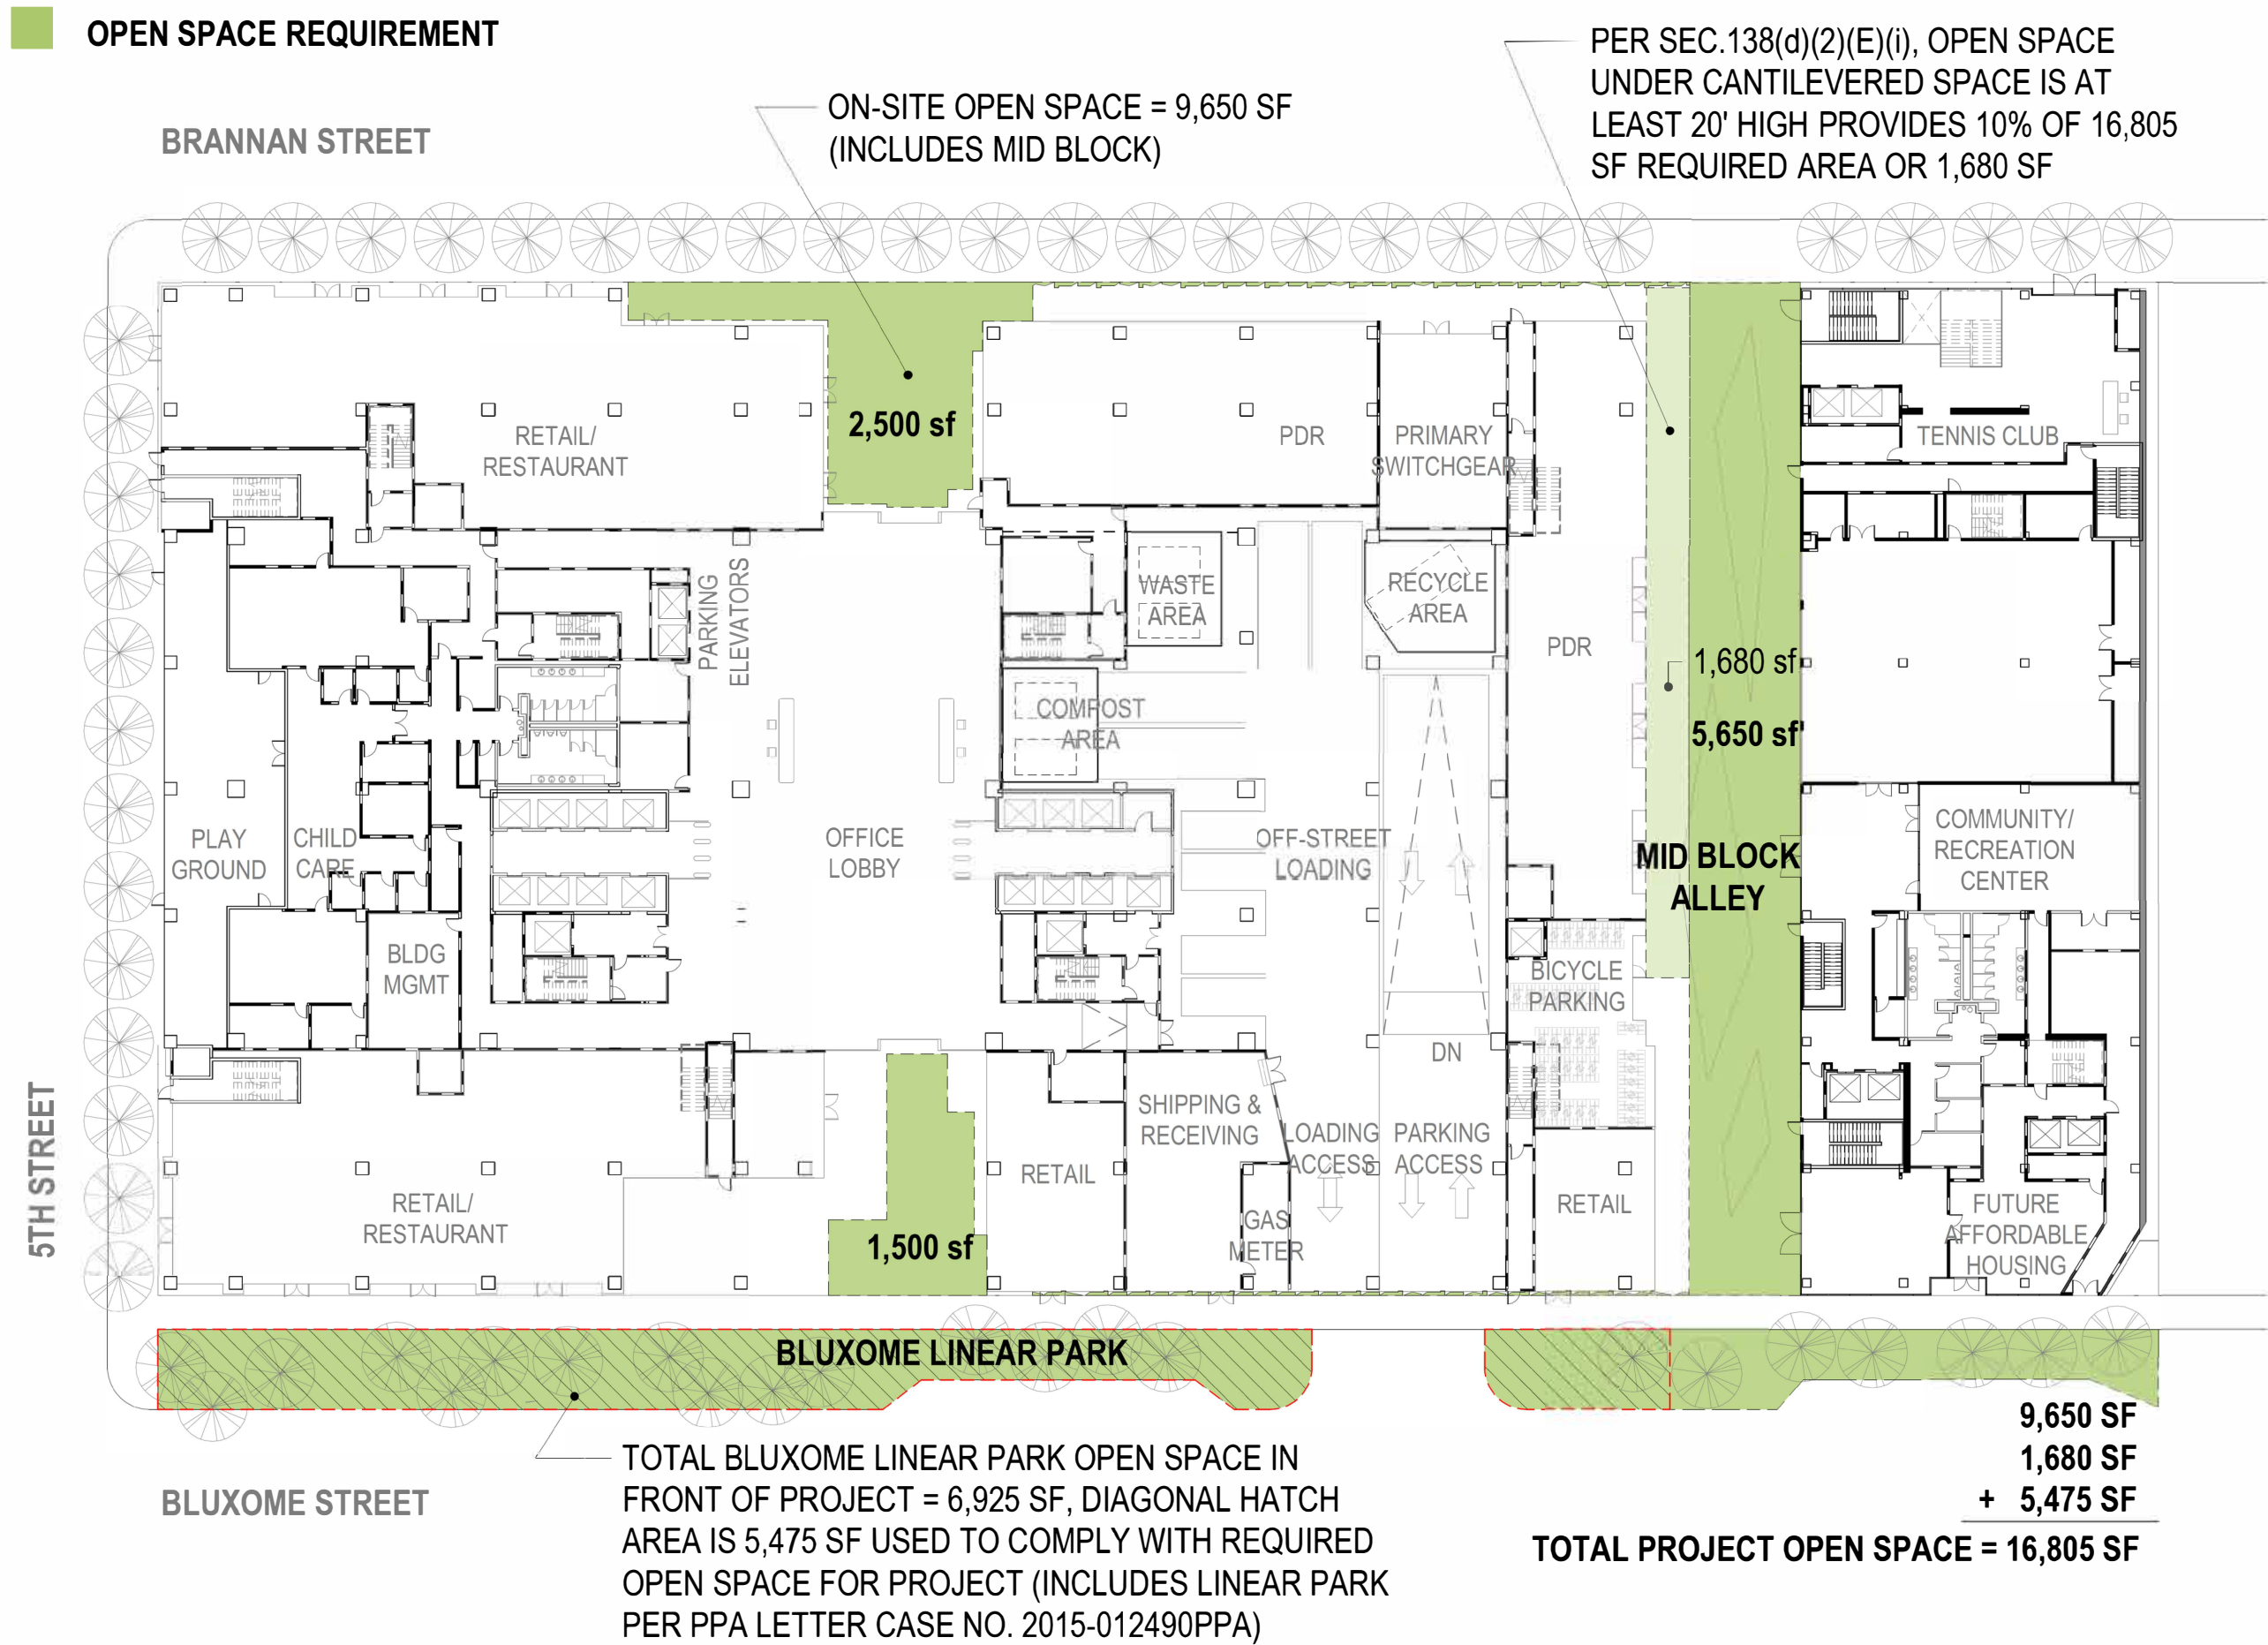 OPEN SPACE REQUIREMENT
PER SEC.138(d)(2)(E)(i), OPEN SPACE
UNDER CANTILEVERED SPACE IS AT
LEAST 20' HIGH PROVIDES 10% OF 16,805
SF REQUIRED AREA OR 1,680 SF
ON-SITE OPEN SPACE = 9,650 SF
(INCLUDES MID BLOCK)
BRANNAN STREET
2,500 sf
RETAIL/
RESTAURANT
PDR
PRIMARY
SWITCHGEAR
TENNIS CLUB
PARKING
ELEVATORS
WASTE
AREA
RECYCLE
AREA
PDR
1,680 sf
COMPOST
AREA
5,650 sf
PLAY
GROUND
CHILD
CARE
OFFICE
LOBBY
OFF-STREET
LOADING
MID BLOCK
ALLEY
COMMUNITY/
RECREATION
CENTER
BLDG
MGMT
BICYCLE
PARKING
DN
5TH STREET
SHIPPING &
RECEIVING
LOADING
ACCESS
PARKING
ACCESS
RETAIL
RETAIL/
RESTAURANT
1,500 sf
GAS
METER
RETAIL
FUTURE
AFFORDABLE
HOUSING
BLUXOME LINEAR PARK
BLUXOME STREET
TOTAL BLUXOME LINEAR PARK OPEN SPACE IN
FRONT OF PROJECT = 6,925 SF, DIAGONAL HATCH
AREA IS 5,475 SF USED TO COMPLY WITH REQUIRED
OPEN SPACE FOR PROJECT (INCLUDES LINEAR PARK
PER PPA LETTER CASE NO. 2015-012490PPA)
9,650 SF
1,680 SF
+ 5,475 SF
TOTAL PROJECT OPEN SPACE = 16,805 SF